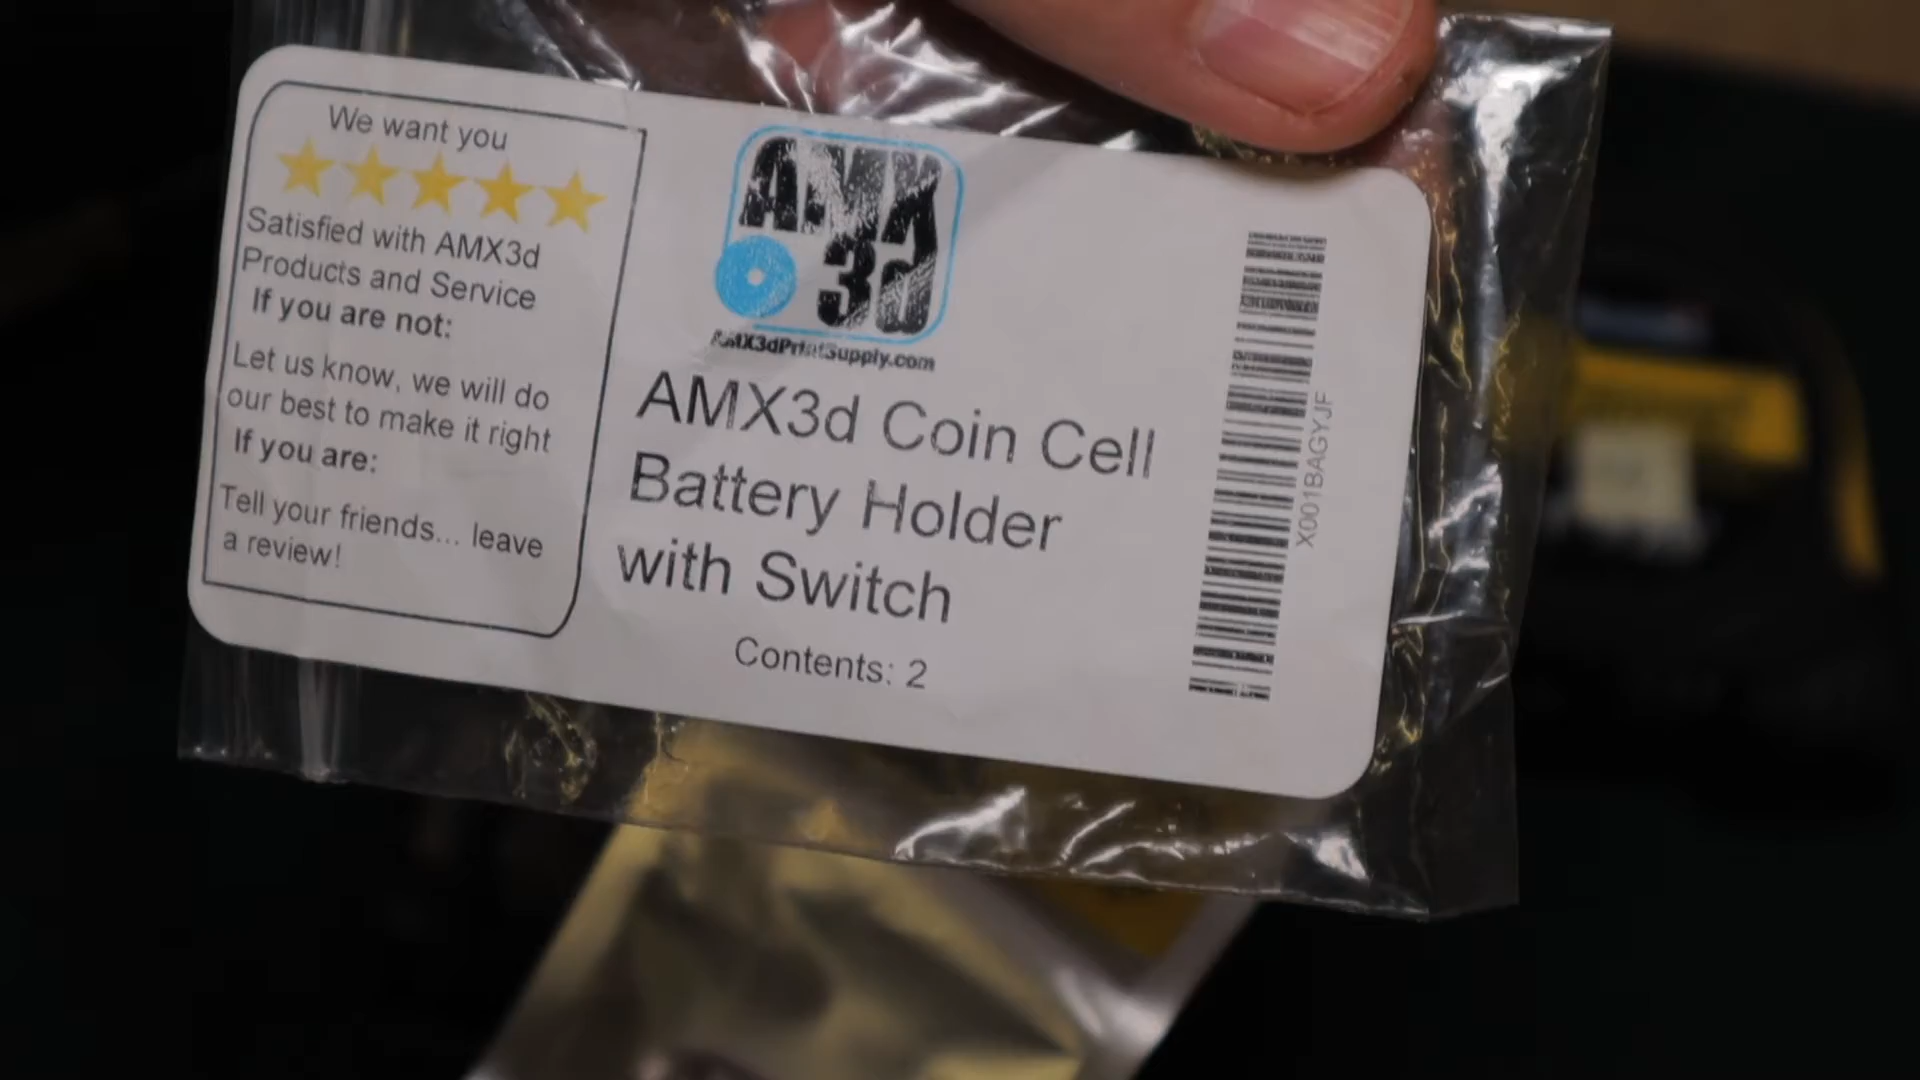 We want you
Satisfied with AMX3d
Products and Service
If you are not:
Let us know, we will do
our best to make it right
If you are:
Tell your friends... leave
a review!
AMX
3d
AMX3dPrintSupply.com
AMX3d Coin Cell
Battery Holder
with Switch
Contents: 2
X001BAGYJF